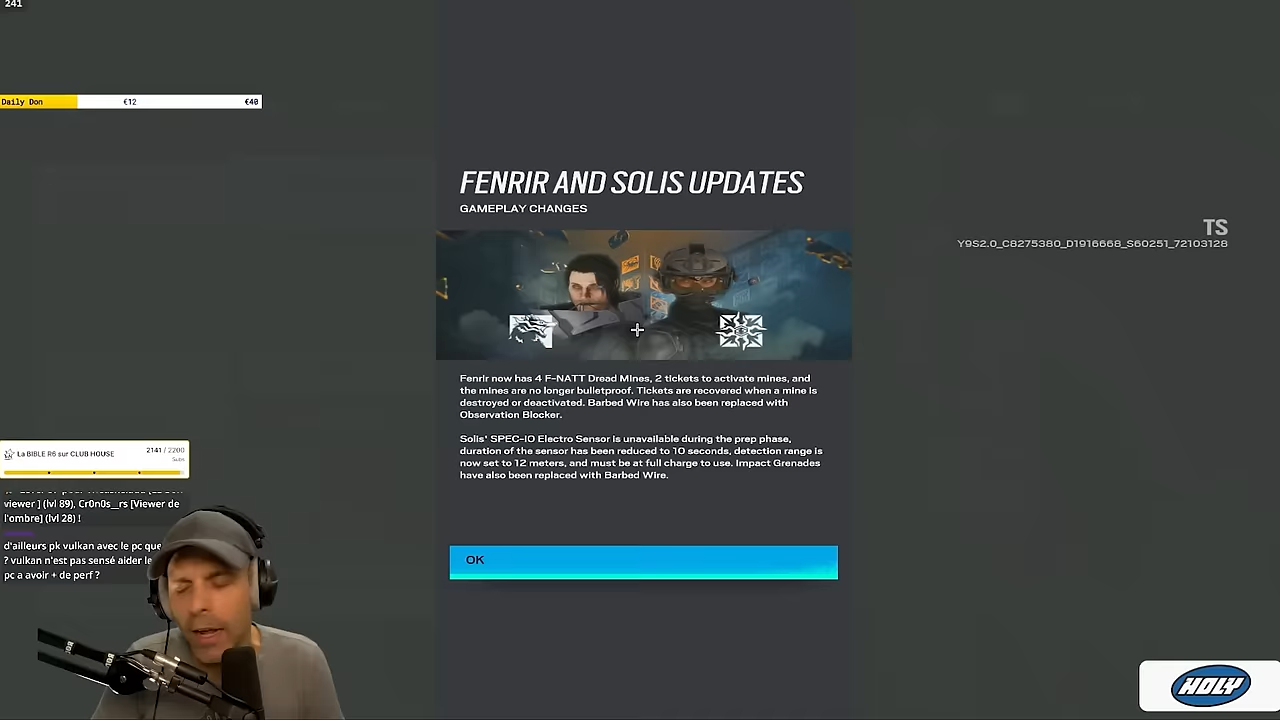 241
Daily Don €12 €40
FENRIR AND SOLIS UPDATES
GAMEPLAY CHANGES
TS
Y9S2.0_C8275380_D1916668_S60251_72103128
Fenrir now has 4 F-NATT Dread Mines, 2 tickets to activate mines, and
the mines are no longer bulletproof. Tickets are recovered when a mine is
destroyed or deactivated. Barbed Wire has also been replaced with
Observation Blocker.
Solis' SPEC-IO Electro Sensor is unavailable during the prep phase,
duration of the sensor has been reduced to 10 seconds, detection range is
now set to 12 meters, and must be at full charge to use. Impact Grenades
have also been replaced with Barbed Wire.
OK
La BIBLE R6 sur CLUB HOUSE 2141 / 2200
Subs
viewer ] (lvl 89), Cr0n0s__rs [Viewer de
l'ombre] (lvl 28) !
d'ailleurs pk vulkan avec le pc que
? vulkan n'est pas sensé aider le
pc a avoir + de perf ?
HOLY